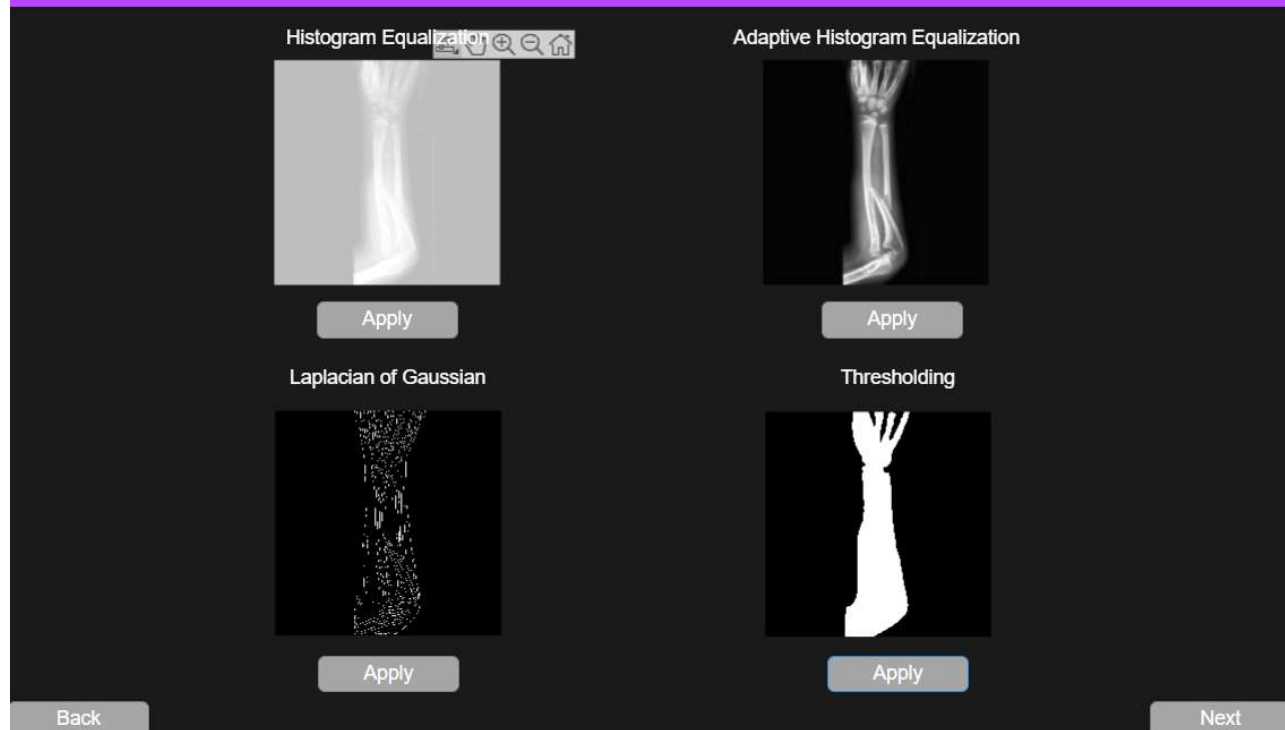 Histogram Equalization
Adaptive Histogram Equalization
Apply
Apply
Laplacian of Gaussian
Thresholding
Apply
Apply
Back
Next